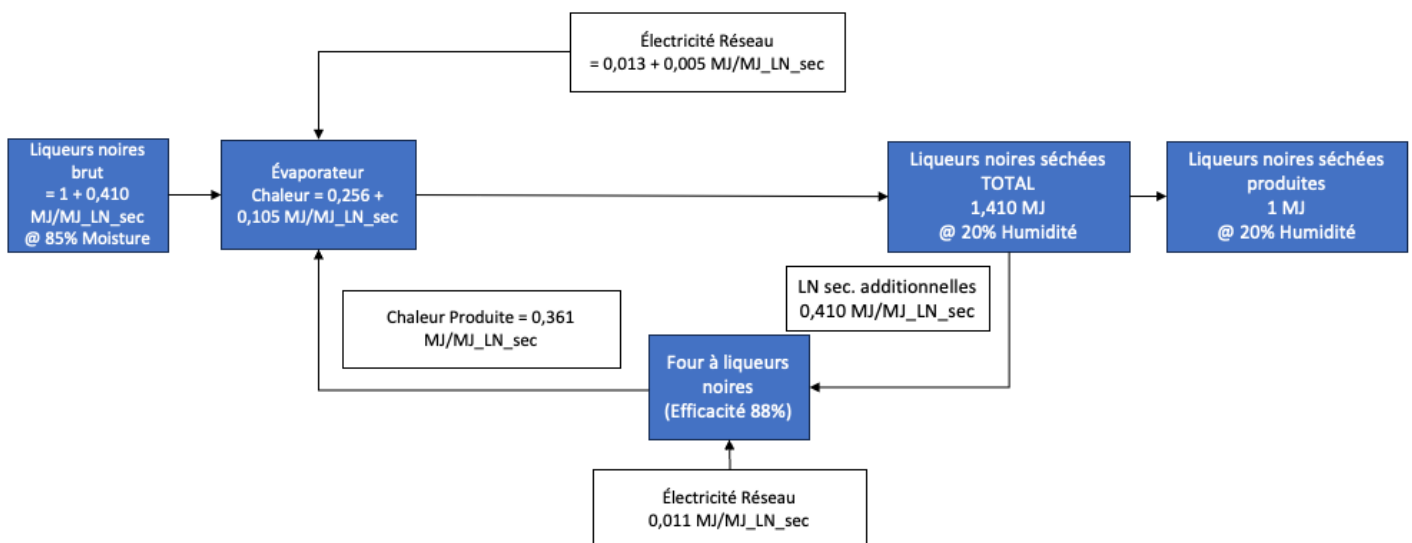 Électricité Réseau
= 0,013 + 0,005 MJ/MJ_LN_sec
Liqueurs noires
brut
= 1 + 0,410
MJ/MJ_LN_sec
@ 85% Moisture
Évaporateur
Chaleur = 0,256 +
0,105 MJ/MJ_LN_sec
Liqueurs noires séchées
TOTAL
1,410 MJ
@ 20% Humidité
Liqueurs noires séchées
produites
1 MJ
@ 20% Humidité
LN sec. additionnelles
0,410 MJ/MJ_LN_sec
Chaleur Produite = 0,361
MJ/MJ_LN_sec
Four à liqueurs
noires
(Efficacité 88%)
Électricité Réseau
0,011 MJ/MJ_LN_sec